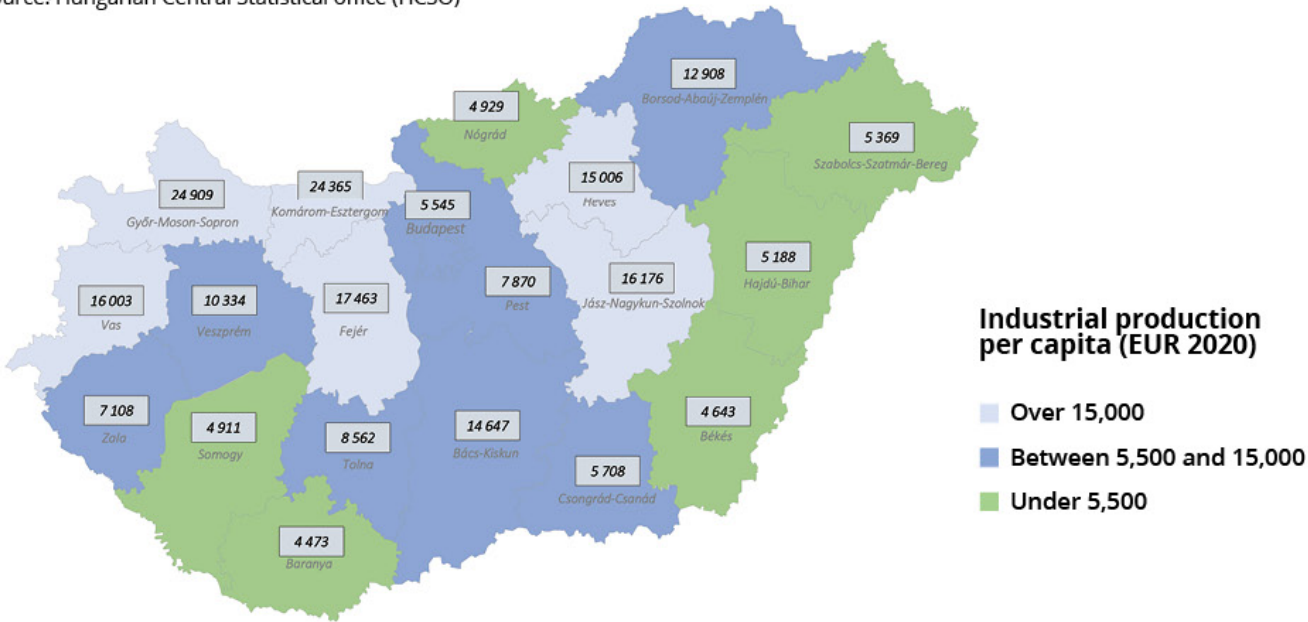 Source: Hungarian Central Statistical office (HCSO)
12 908
Borsod-Abaúj-Zemplén
4 929
Nógrád
5 369
Szabolcs-Szatmár-Bereg
15 006
Heves
24 909
Győr-Moson-Sopron
24 365
Komárom-Esztergom
5 545
Budapest
5 188
Hajdú-Bihar
16 003
Vas
10 334
Veszprém
17 463
Fejér
7 870
Pest
16 176
Jász-Nagykun-Szolnok
7 108
Zala
4 911
Somogy
8 562
Tolna
14 647
Bács-Kiskun
4 643
Békés
5 708
Csongrád-Csanád
4 473
Baranya
Industrial production
per capita (EUR 2020)
Over 15,000
Between 5,500 and 15,000
Under 5,500